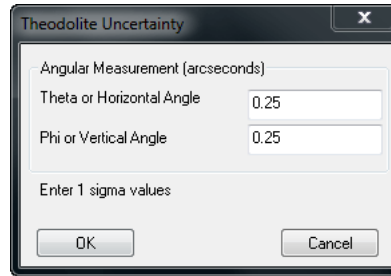 Theodolite Uncertainty
x
Angular Measurement (arcseconds)
Theta or Horizontal Angle 0.25
Phi or Vertical Angle 0.25
Enter 1 sigma values
OK Cancel